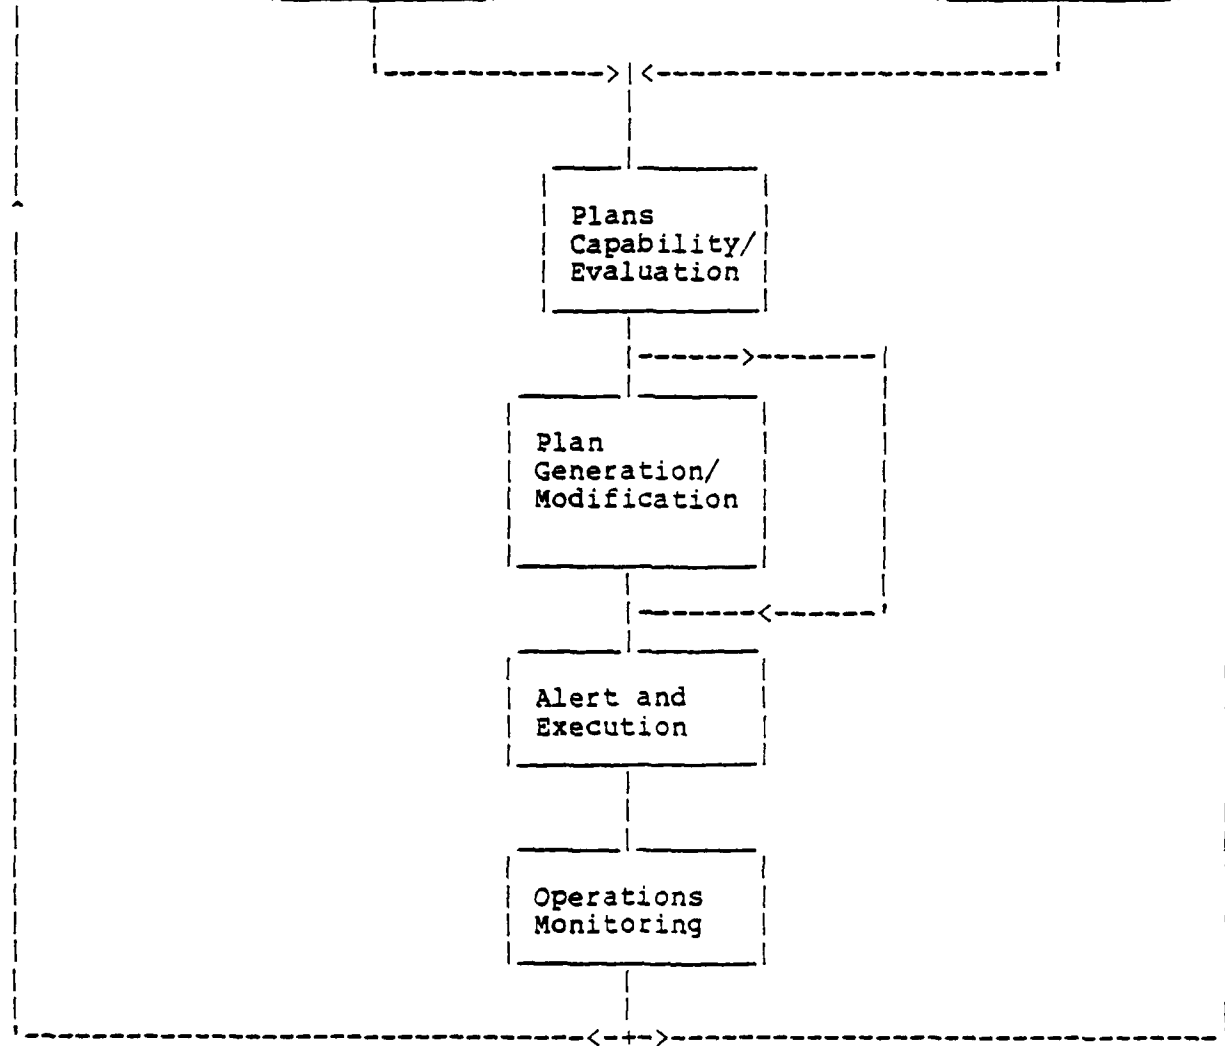 Plans
Capability/
Evaluation
Plan
Generation/
Modification
Alert and
Execution
Operations
Monitoring